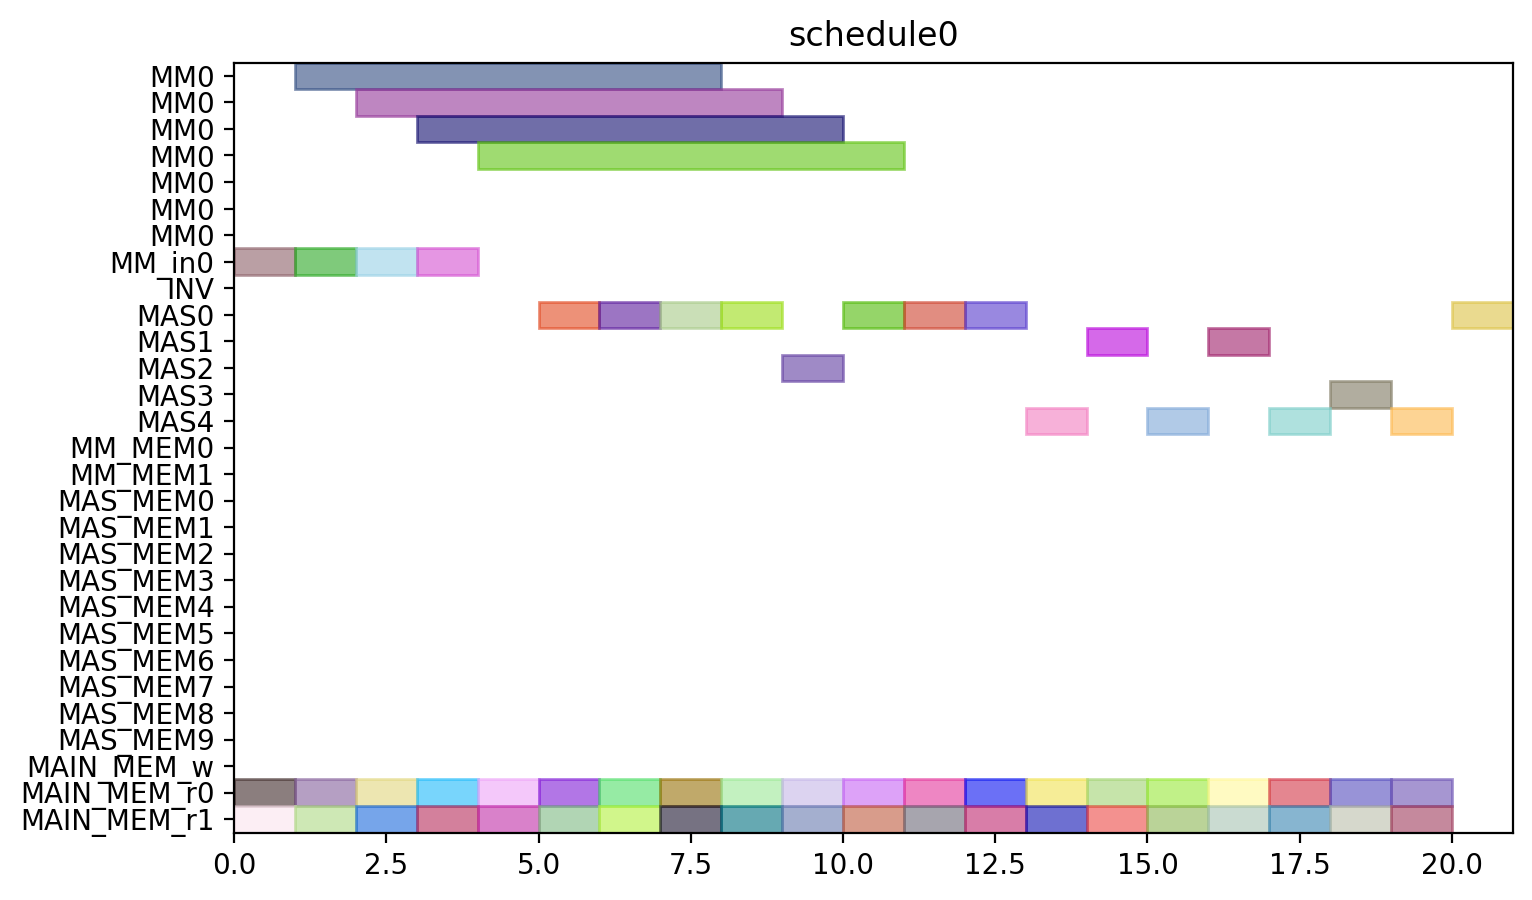 schedule0
MM0
MM0
MM0
MM0
MM0
MM0
MM0
MM_in0
INV
MAS0
MAS1
MAS2
MAS3
MAS4
MM_MEM0
MM_MEM1
MAS_MEM0
MAS_MEM1
MAS_MEM2
MAS_MEM3
MAS_MEM4
MAS_MEM5
MAS_MEM6
MAS_MEM7
MAS_MEM8
MAS_MEM9
MAIN_MEM_w
MAIN_MEM_r0
MAIN_MEM_r1
0.0 2.5 5.0 7.5 10.0 12.5 15.0 17.5 20.0